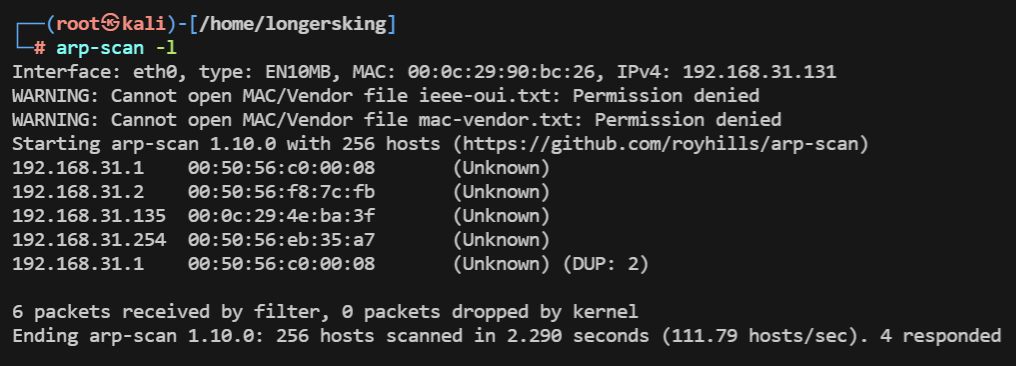 ┌──(root㉿kali)-[/home/longersking]
└─# arp-scan -l
Interface: eth0, type: EN10MB, MAC: 00:0c:29:90:bc:26, IPv4: 192.168.31.131
WARNING: Cannot open MAC/Vendor file ieee-oui.txt: Permission denied
WARNING: Cannot open MAC/Vendor file mac-vendor.txt: Permission denied
Starting arp-scan 1.10.0 with 256 hosts (https://github.com/royhills/arp-scan)
192.168.31.1    00:50:56:c0:00:08       (Unknown)
192.168.31.2    00:50:56:f8:7c:fb       (Unknown)
192.168.31.135  00:0c:29:4e:ba:3f       (Unknown)
192.168.31.254  00:50:56:eb:35:a7       (Unknown)
192.168.31.1    00:50:56:c0:00:08       (Unknown) (DUP: 2)
6 packets received by filter, 0 packets dropped by kernel
Ending arp-scan 1.10.0: 256 hosts scanned in 2.290 seconds (111.79 hosts/sec). 4 responded